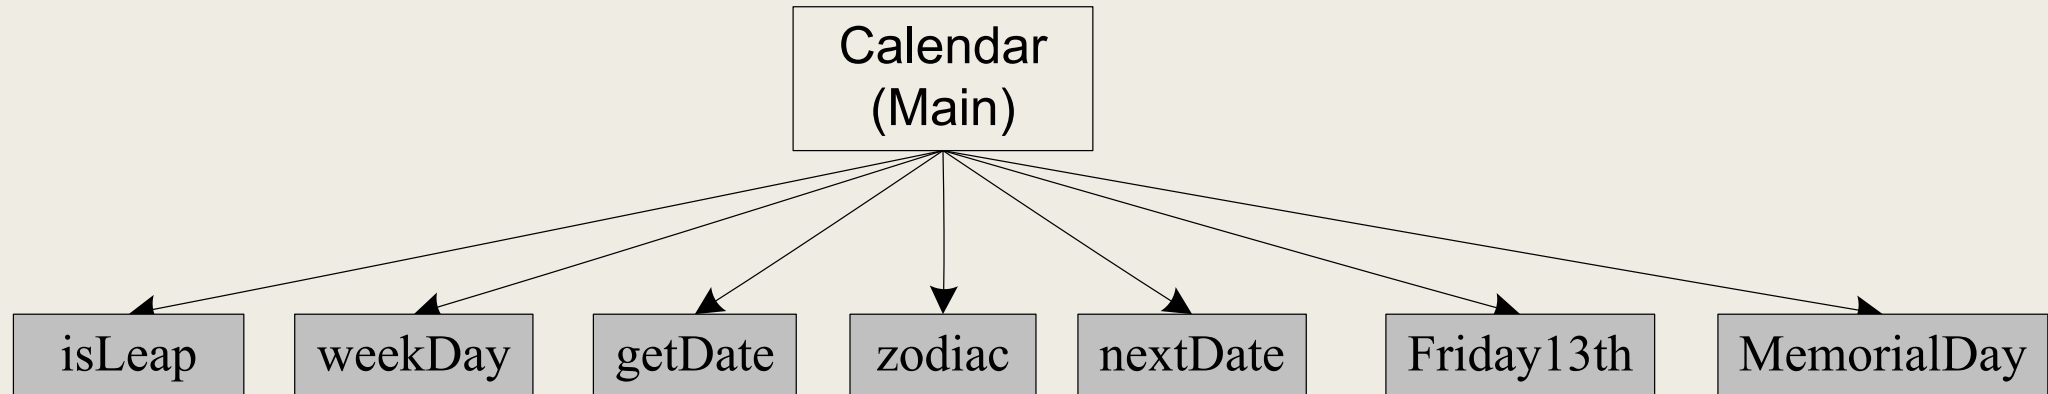 Calendar
(Main)
isLeap
weekDay
getDate
zodiac
nextDate
Friday13th
MemorialDay